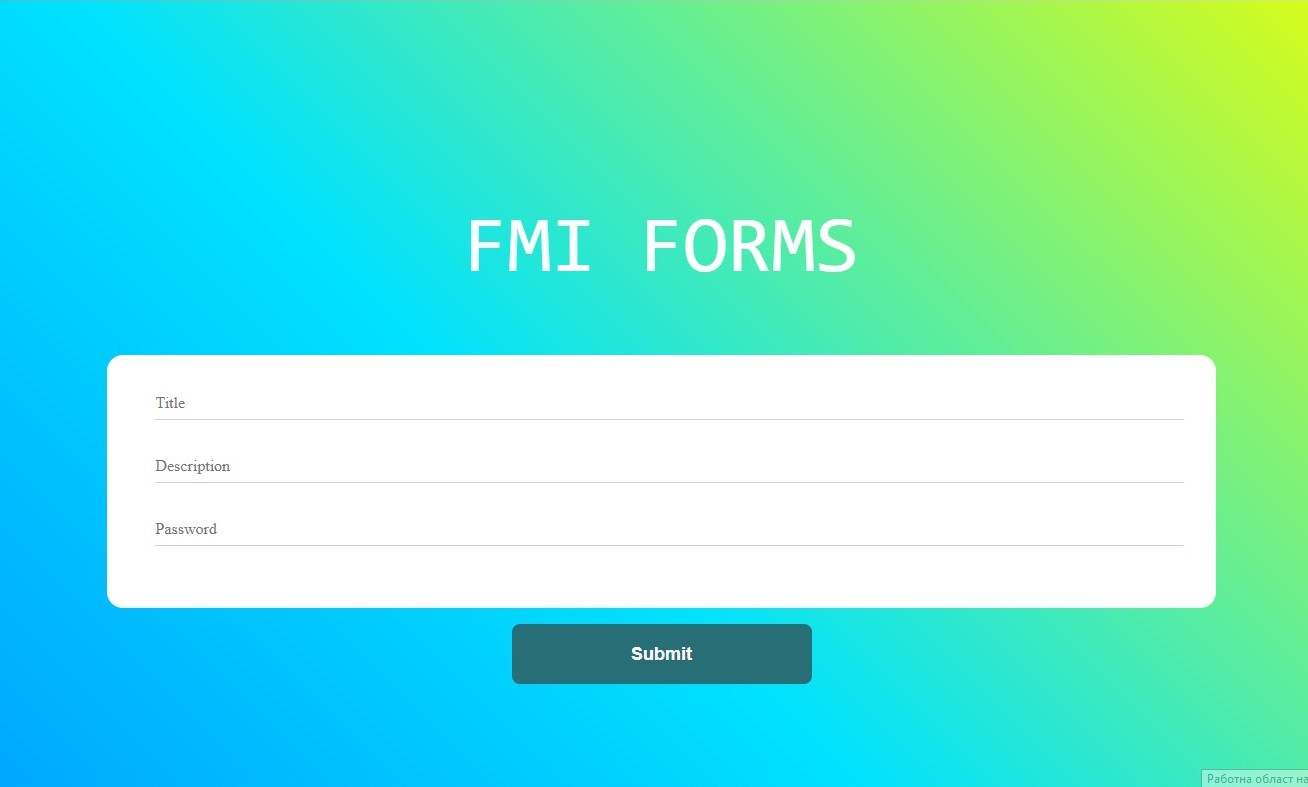 FMI FORMS
Title
Description
Password
Submit
Работна област на